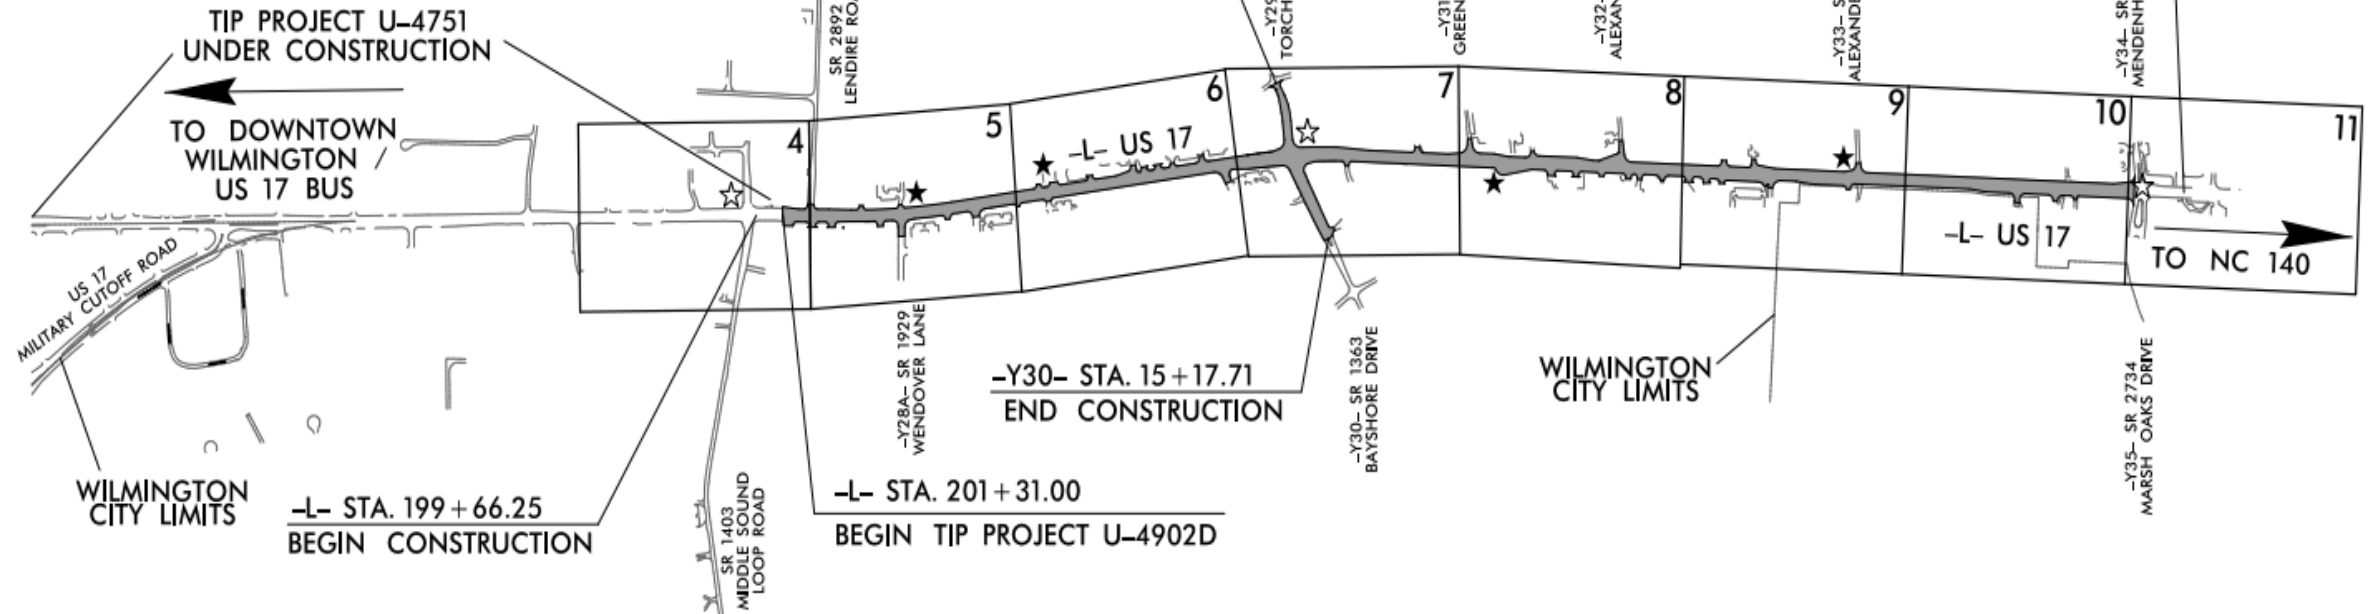 TIP PROJECT U–4751
UNDER CONSTRUCTION
TO DOWNTOWN
WILMINGTON /
US 17 BUS
US 17
MILITARY CUTOFF ROAD
WILMINGTON
CITY LIMITS
–L– STA. 199+66.25
BEGIN CONSTRUCTION
SR 1403
MIDDLE SOUND
LOOP ROAD
SR 2892
LENDIRE
4
5
6
7
8
9
10
11
–L– US 17
–Y28A– SR 1929
WENDOVER LANE
–L– STA. 201+31.00
BEGIN TIP PROJECT U–4902D
–Y30– STA. 15+17.71
END CONSTRUCTION
–Y30– SR 1363
BAYSHORE DRIVE
WILMINGTON
CITY LIMITS
–Y32–
–Y33–
–Y34– SR
–L– US 17
TO NC 140
–Y35– SR 2734
MARSH OAKS DRIVE